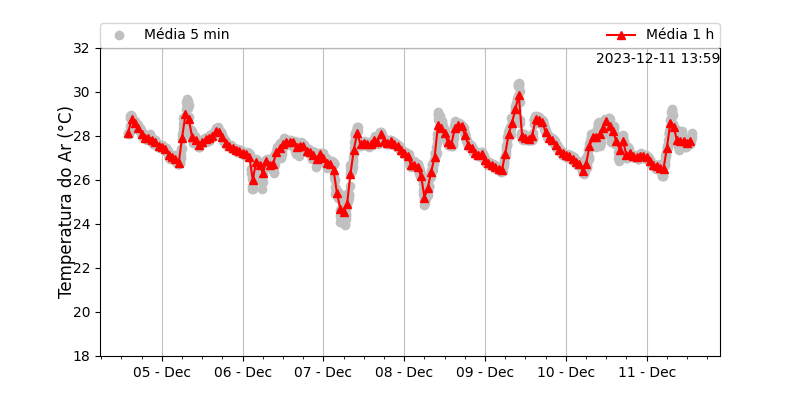 Média 5 min
Média 1 h
2023-12-11 13:59
Temperatura do Ar (°C)
32
30
28
26
24
22
20
18
05 - Dec
06 - Dec
07 - Dec
08 - Dec
09 - Dec
10 - Dec
11 - Dec